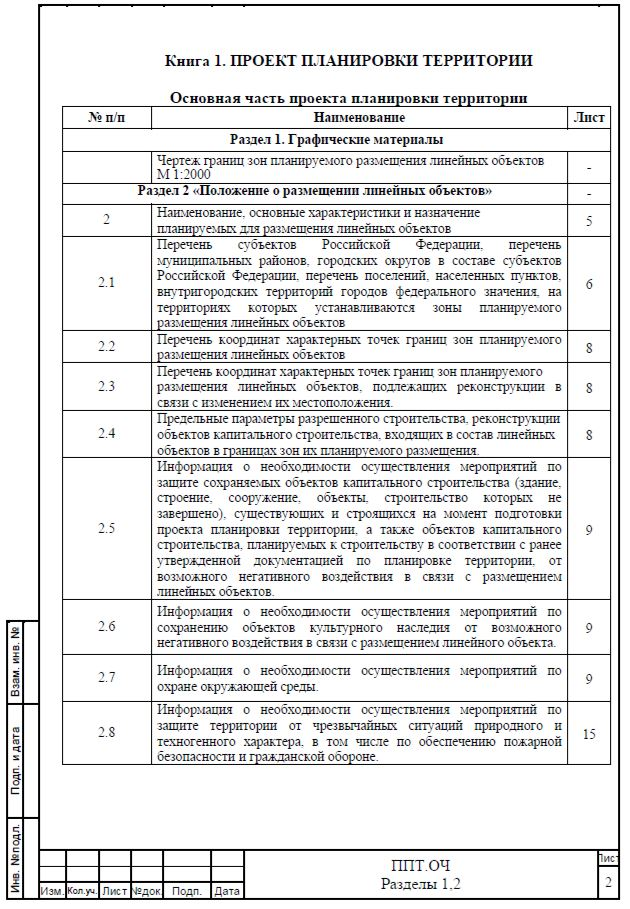 Книга 1. ПРОЕКТ ПЛАНИРОВКИ ТЕРРИТОРИИ
Основная часть проекта планировки территории
№ п/п Наименование Лист
Раздел 1. Графические материалы
Чертеж границ зон планируемого размещения линейных объектов
М 1:2000 -
Раздел 2 «Положение о размещении линейных объектов» -
2 Наименование, основные характеристики и назначение
планируемых для размещения линейных объектов 5
2.1 Перечень субъектов Российской Федерации, перечень
муниципальных районов, городских округов в составе субъектов
Российской Федерации, перечень поселений, населенных пунктов,
внутригородских территорий городов федерального значения, на
территориях которых устанавливаются зоны планируемого
размещения линейных объектов 6
2.2 Перечень координат характерных точек границ зон планируемого
размещения линейных объектов 8
2.3 Перечень координат характерных точек границ зон планируемого
размещения линейных объектов, подлежащих реконструкции в
связи с изменением их местоположения. 8
2.4 Предельные параметры разрешенного строительства, реконструкции
объектов капитального строительства, входящих в состав линейных
объектов в границах зон их планируемого размещения. 8
2.5 Информация о необходимости осуществления мероприятий по
защите сохраняемых объектов капитального строительства (здание,
строение, сооружение, объекты, строительство которых не
завершено), существующих и строящихся на момент подготовки
проекта планировки территории, а также объектов капитального
строительства, планируемых к строительству в соответствии с ранее
утвержденной документацией по планировке территории, от
возможного негативного воздействия в связи с размещением
линейных объектов. 9
2.6 Информация о необходимости осуществления мероприятий по
сохранению объектов культурного наследия от возможного
негативного воздействия в связи с размещением линейного объекта. 9
2.7 Информация о необходимости осуществления мероприятий по
охране окружающей среды. 9
2.8 Информация о необходимости осуществления мероприятий по
защите территории от чрезвычайных ситуаций природного и
техногенного характера, в том числе по обеспечению пожарной
безопасности и гражданской обороне. 15
Взам. инв. №
Подп. и дата
Инв. №подл.
Изм. Кол.уч. Лист №док. Подп. Дата
ППТ.ОЧ
Разделы 1,2
Лист
2